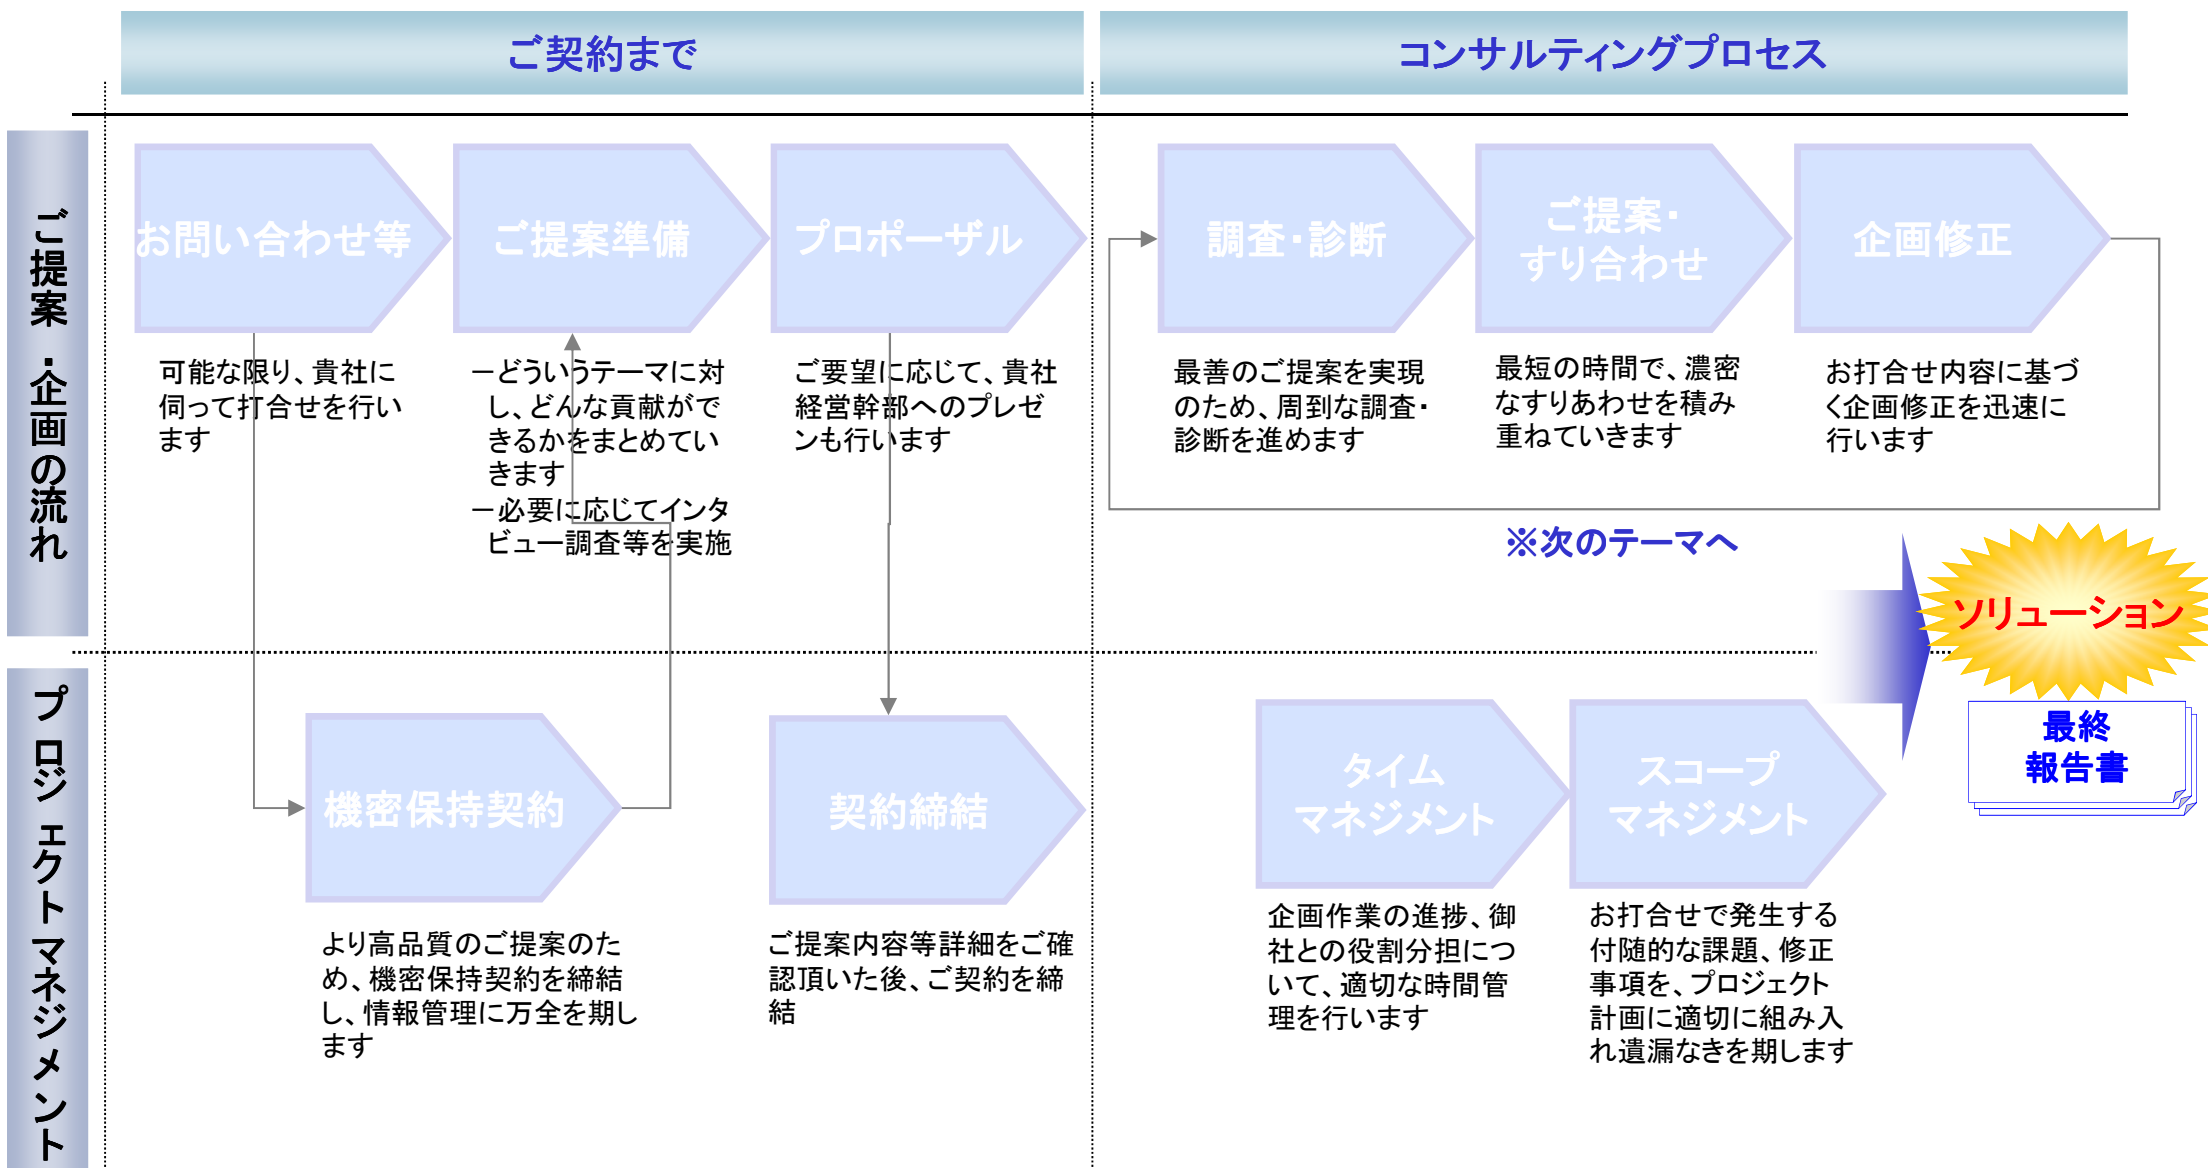 ご契約まで
コンサルティングプロセス
ご提案・企画の流れ
お問い合わせ等
ご提案準備
プロポーザル
調査・診断
ご提案・
すり合わせ
企画修正
可能な限り、貴社に
伺って打合せを行い
ます
－どういうテーマに対
し、どんな貢献がで
きるかをまとめてい
きます
－必要に応じてインタ
ビュー調査等を実施
ご要望に応じて、貴社
経営幹部へのプレゼ
ンも行います
最善のご提案を実現
のため、周到な調査・
診断を進めます
最短の時間で、濃密
なすりあわせを積み
重ねていきます
お打合せ内容に基づ
く企画修正を迅速に
行います
※次のテーマへ
ソリューション
最終
報告書
プロジェクトマネジメント
機密保持契約
契約締結
タイム
マネジメント
スコープ
マネジメント
より高品質のご提案のた
め、機密保持契約を締結
し、情報管理に万全を期し
ます
ご提案内容等詳細をご確
認頂いた後、ご契約を締
結
企画作業の進捗、御
社との役割分担につ
いて、適切な時間管
理を行います
お打合せで発生する
付随的な課題、修正
事項を、プロジェクト
計画に適切に組み入
れ遺漏なきを期します